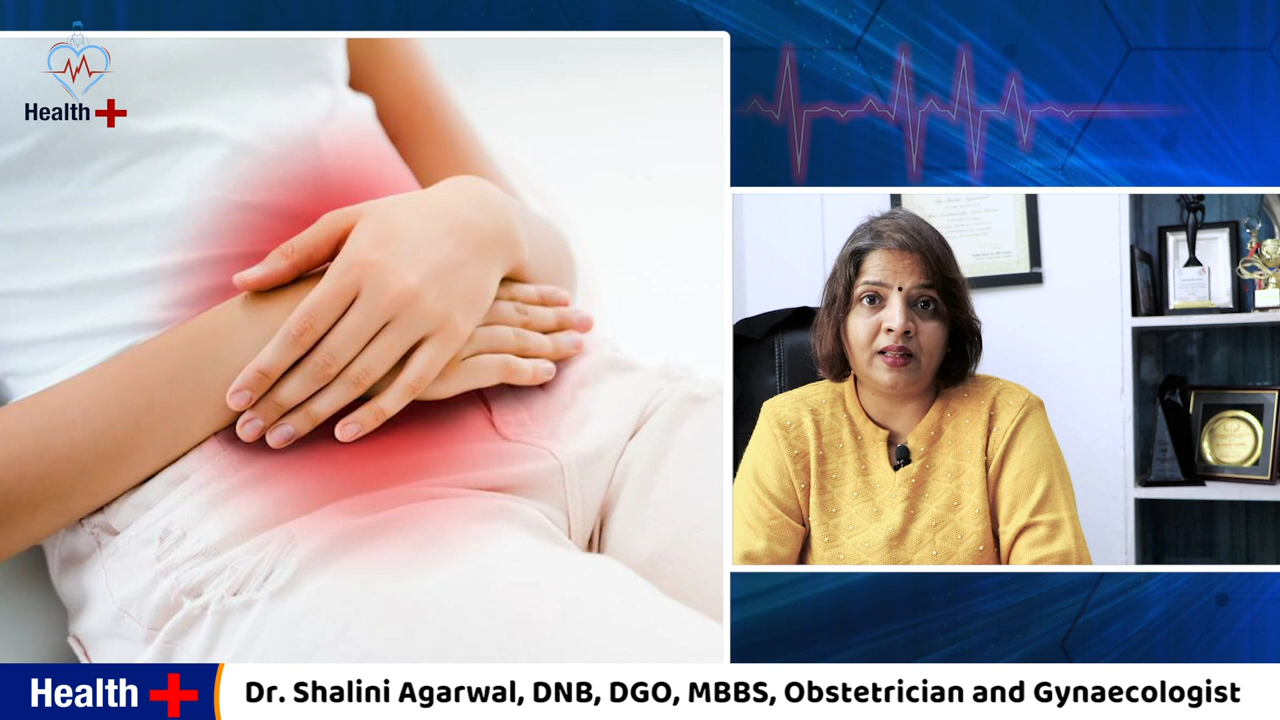 Health
Health
Dr. Shalini Agarwal, DNB, DGO, MBBS, Obstetrician and Gynaecologist